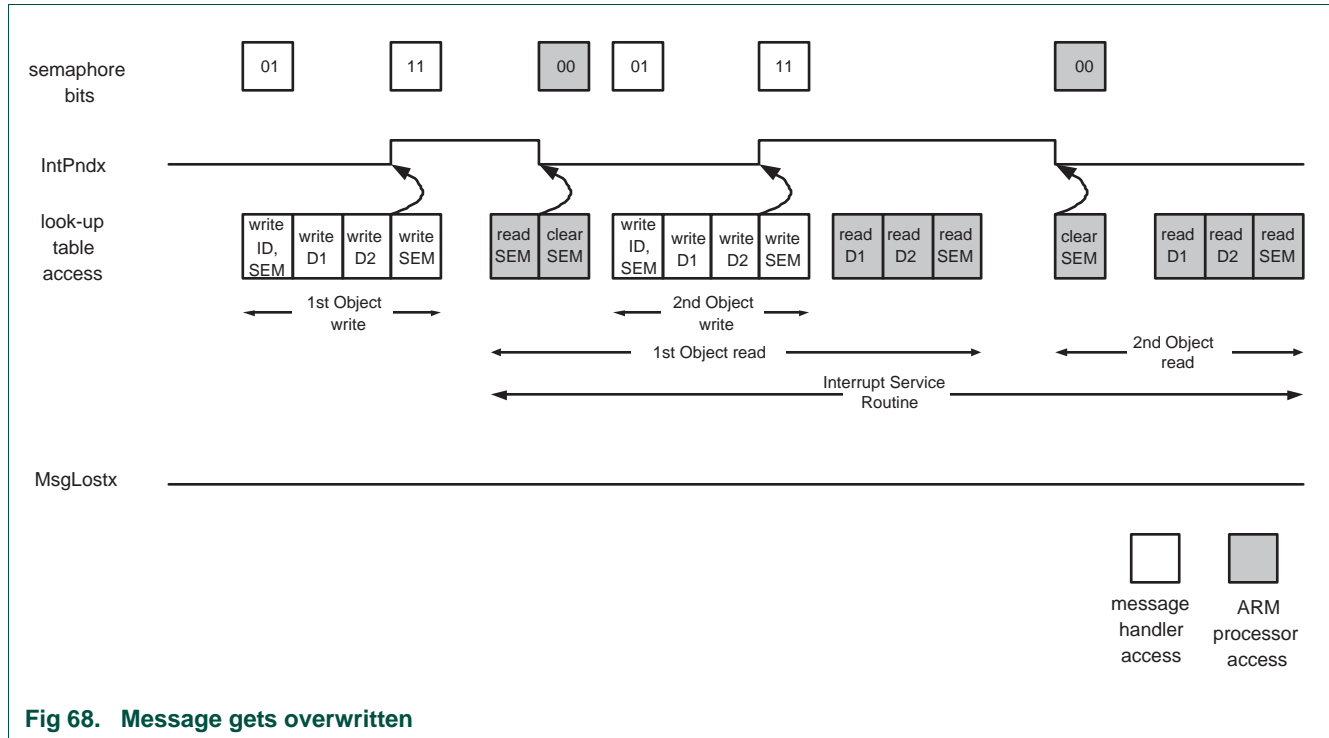 semaphore
bits
01
11
00
01
11
00
IntPndx
look-up
table
access
write
ID,
SEM
write
D1
write
D2
write
SEM
read
SEM
clear
SEM
write
ID,
SEM
write
D1
write
D2
write
SEM
read
D1
read
D2
read
SEM
clear
SEM
read
D1
read
D2
read
SEM
1st Object
write
2nd Object
write
1st Object read
2nd Object
read
Interrupt Service
Routine
MsgLostx
message
handler
access
ARM
processor
access
Fig 68. Message gets overwritten